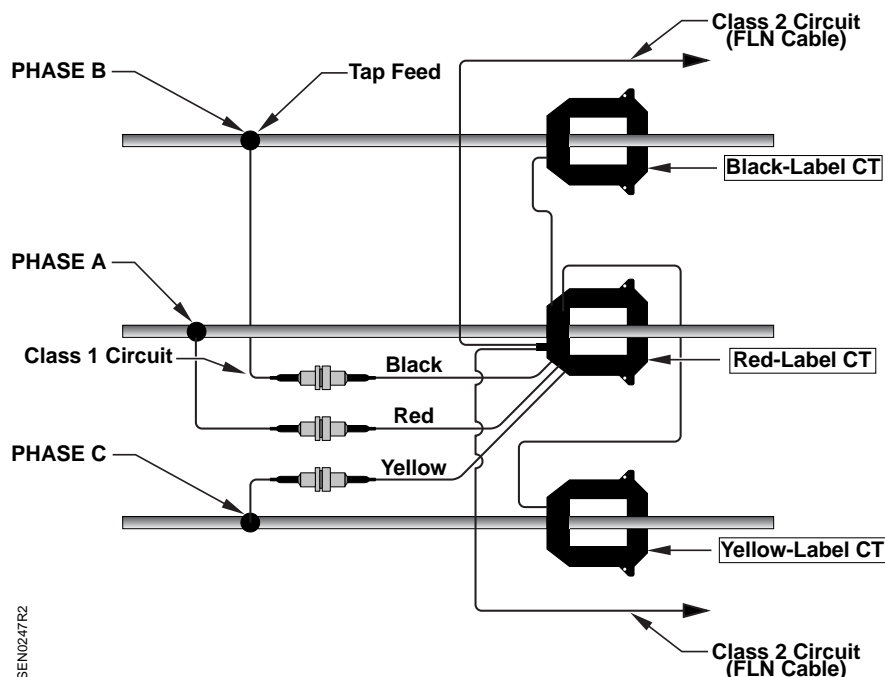 Class 2 Circuit
(FLN Cable)
PHASE B
Tap Feed
Black-Label CT
PHASE A
Class 1 Circuit
Black
Red-Label CT
Red
PHASE C
Yellow
Yellow-Label CT
SEN0247R2
Class 2 Circuit
(FLN Cable)